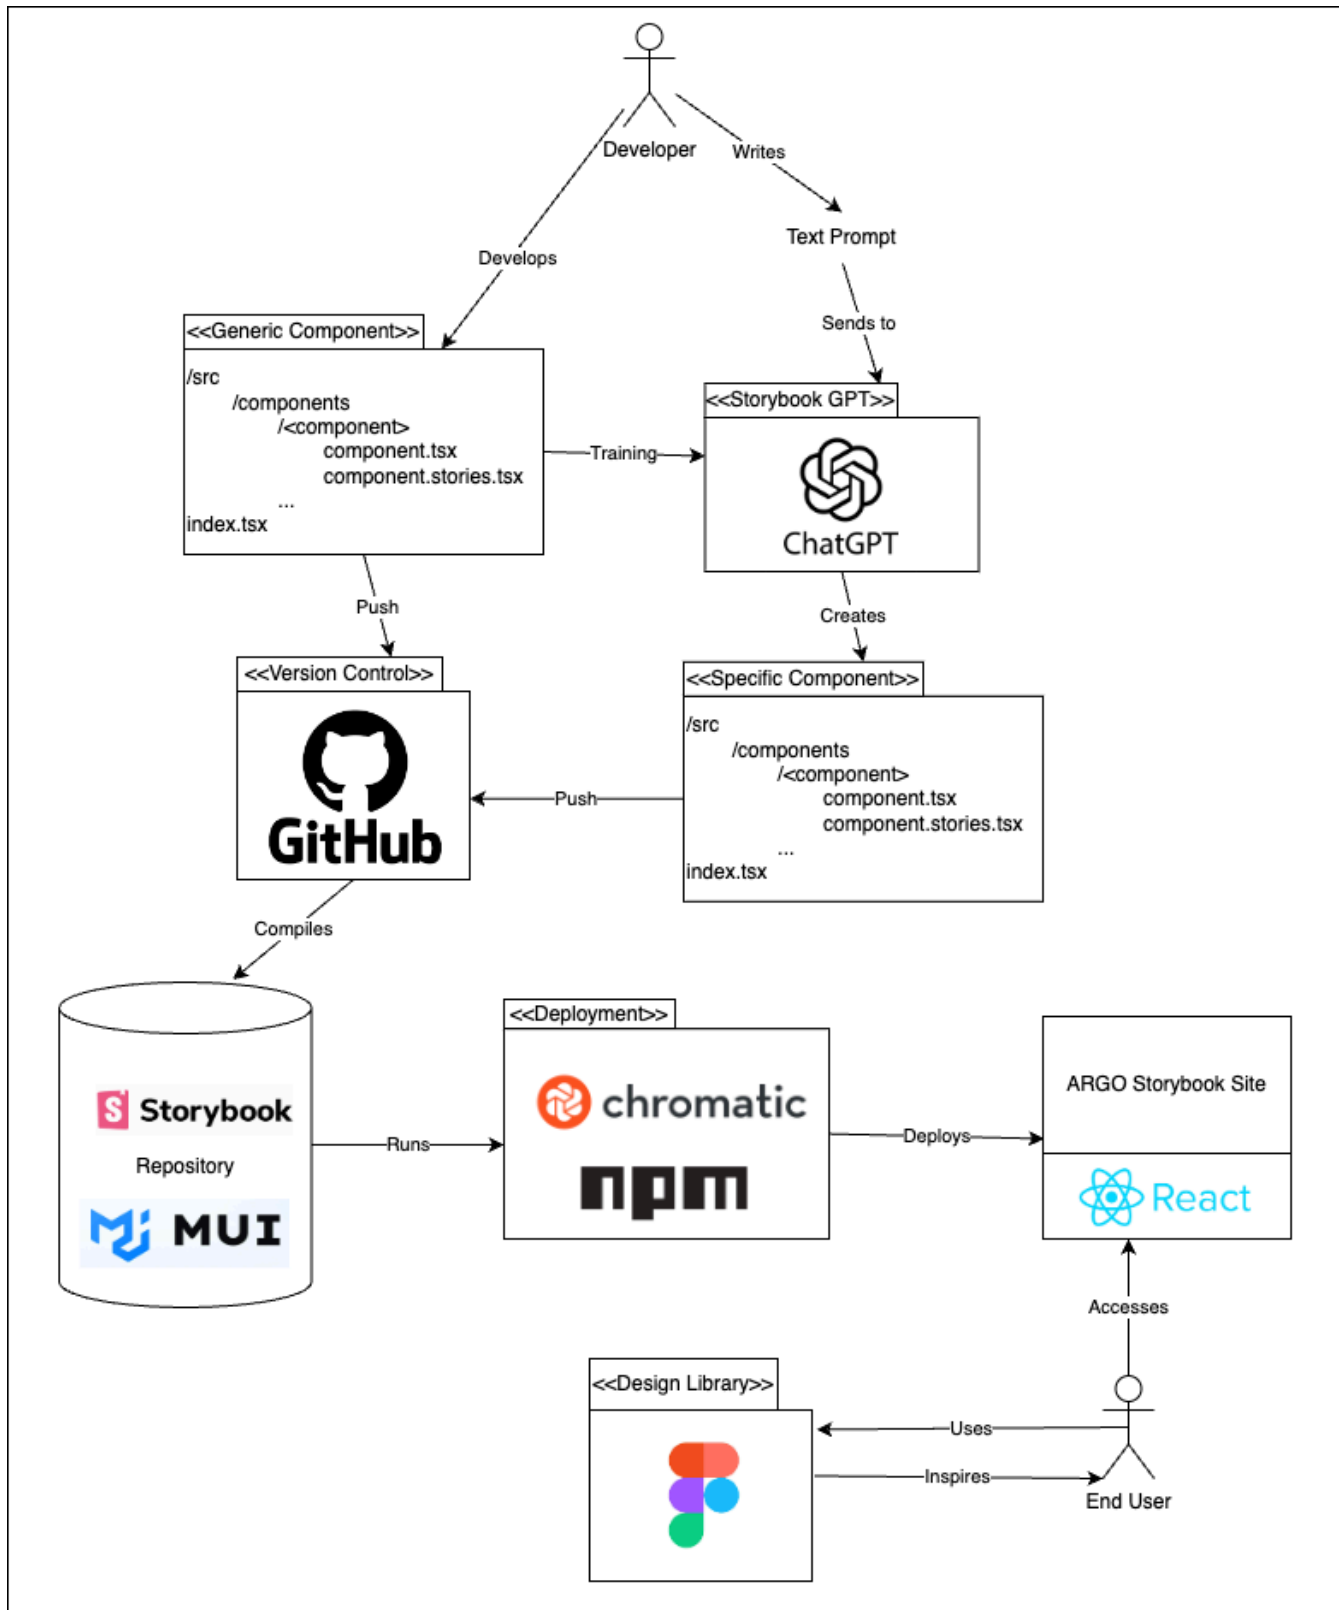 Developer
Writes
Text Prompt
Develops
Sends to
<<Generic Component>>
/src
/components
/<component>
component.tsx
component.stories.tsx
...
index.tsx
Training
<<Storybook GPT>>
ChatGPT
Push
Creates
<<Version Control>>
GitHub
<<Specific Component>>
/src
/components
/<component>
component.tsx
component.stories.tsx
...
index.tsx
Push
Compiles
S Storybook
Repository
MUI
Runs
<<Deployment>>
chromatic
npm
Deploys
ARGO Storybook Site
React
Accesses
<<Design Library>>
Uses
Inspires
End User